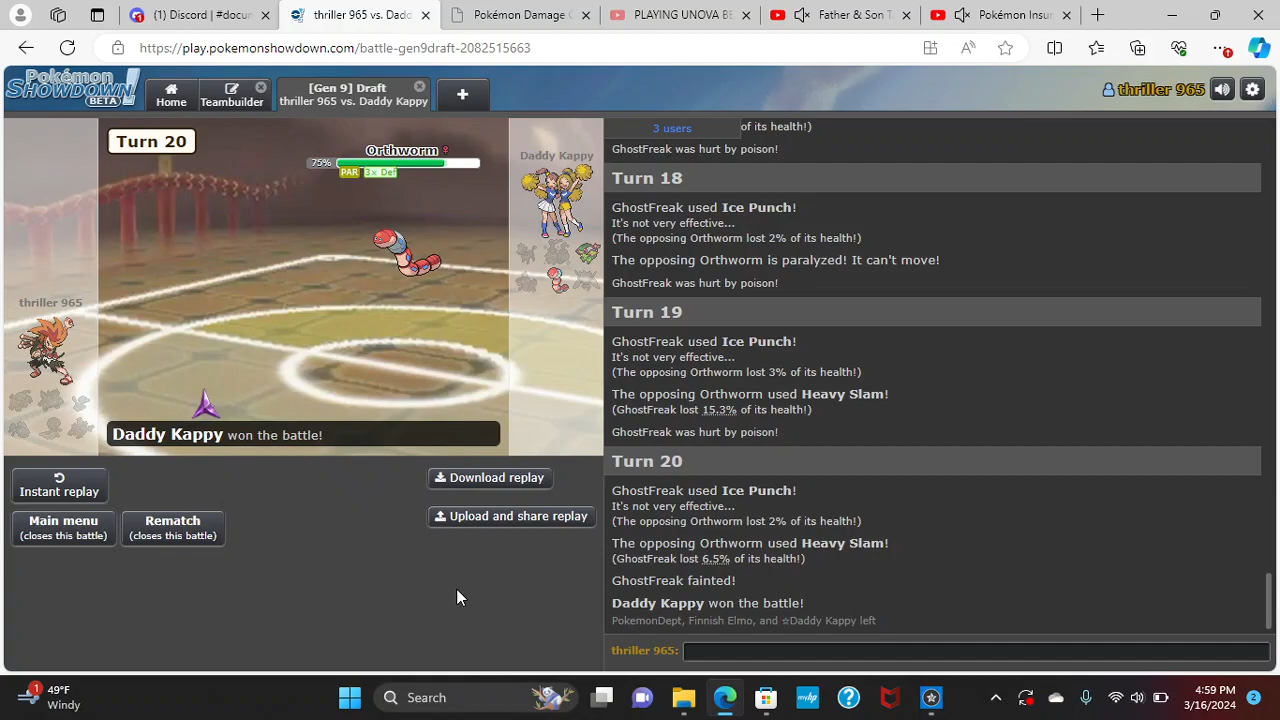 (1) Discord | #docum
thriller 965 vs. Dadd
Pokémon Damage C
PLAYING UNOVA BE
Father & Son Ta
Pokémon Insur
https://play.pokemonshowdown.com/battle-gen9draft-2082515663
Pokémon
SHOWDOWN!
BETA
Home
Teambuilder
[Gen 9] Draft
thriller 965 vs. Daddy Kappy
thriller 965
Turn 20
Orthworm
75%
PAR
3× Def
Daddy Kappy
thriller 965
Daddy Kappy won the battle!
Instant replay
Download replay
Main menu
(closes this battle)
Rematch
(closes this battle)
Upload and share replay
3 users
of its health!)
GhostFreak was hurt by poison!
Turn 18
GhostFreak used Ice Punch!
It's not very effective...
(The opposing Orthworm lost 2% of its health!)
The opposing Orthworm is paralyzed! It can't move!
GhostFreak was hurt by poison!
Turn 19
GhostFreak used Ice Punch!
It's not very effective...
(The opposing Orthworm lost 3% of its health!)
The opposing Orthworm used Heavy Slam!
(GhostFreak lost 15.3% of its health!)
GhostFreak was hurt by poison!
Turn 20
GhostFreak used Ice Punch!
It's not very effective...
(The opposing Orthworm lost 2% of its health!)
The opposing Orthworm used Heavy Slam!
(GhostFreak lost 6.5% of its health!)
GhostFreak fainted!
Daddy Kappy won the battle!
PokemonDept, Finnish Elmo, and ☆Daddy Kappy left
thriller 965:
1
49°F
Windy
Search
hp
4:59 PM
3/16/2024
2